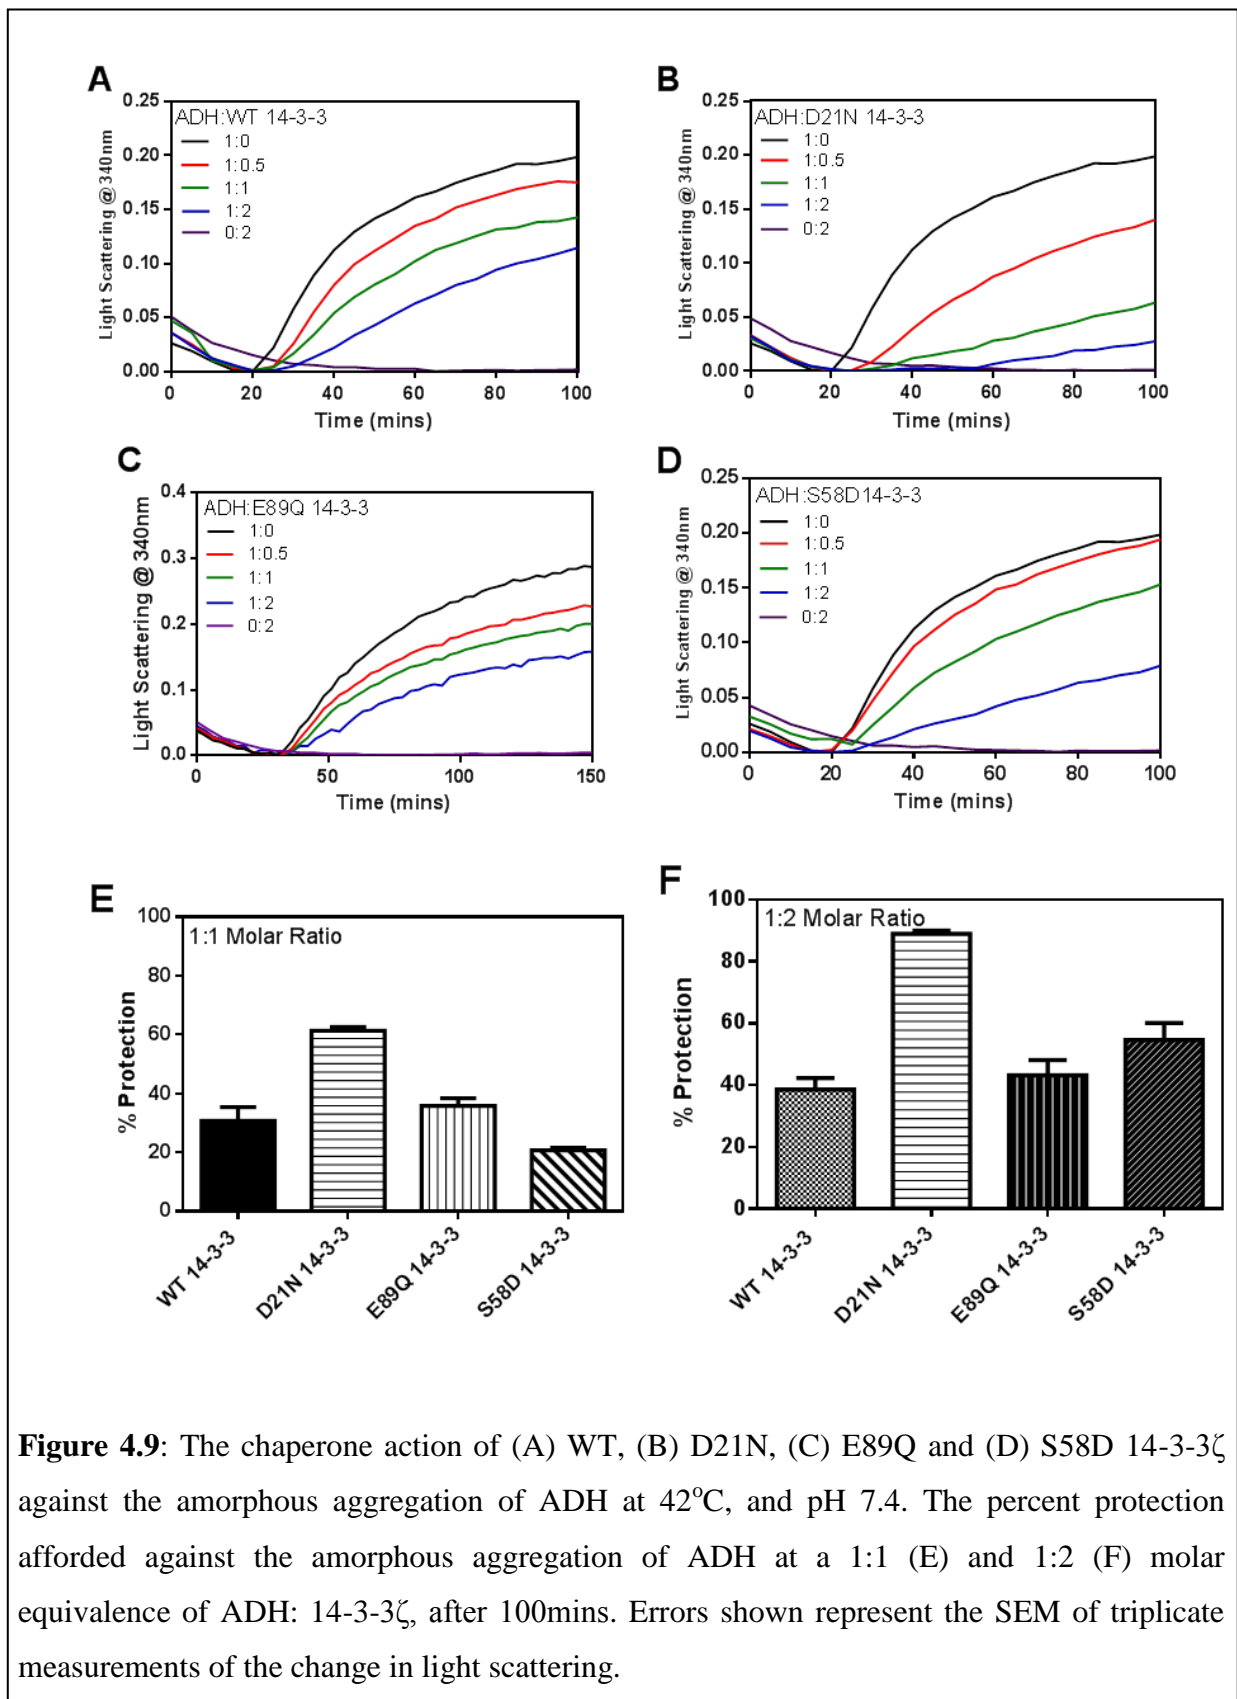 A
ADH:WT 14-3-3
1:0
1:0.5
1:1
1:2
0:2
Light Scattering @ 340nm
0.25
0.20
0.15
0.10
0.05
0.00
0 20 40 60 80 100
Time (mins)
B
ADH:D21N 14-3-3
1:0
1:0.5
1:1
1:2
0:2
Light Scattering @ 340nm
0.25
0.20
0.15
0.10
0.05
0.00
0 20 40 60 80 100
Time (mins)
C
ADH:E89Q 14-3-3
1:0
1:0.5
1:1
1:2
0:2
Light Scattering @ 340nm
0.4
0.3
0.2
0.1
0.0
0 50 100 150
Time (mins)
D
ADH:S58D14-3-3
1:0
1:0.5
1:1
1:2
0:2
Light Scattering @ 340nm
0.25
0.20
0.15
0.10
0.05
0.00
0 20 40 60 80 100
Time (mins)
E
1:1 Molar Ratio
% Protection
100
80
60
40
20
0
WT 14-3-3
D21N 14-3-3
E89Q 14-3-3
S58D 14-3-3
F
1:2 Molar Ratio
% Protection
100
80
60
40
20
0
WT 14-3-3
D21N 14-3-3
E89Q 14-3-3
S58D 14-3-3
Figure 4.9: The chaperone action of (A) WT, (B) D21N, (C) E89Q and (D) S58D 14-3-3ζ
against the amorphous aggregation of ADH at 42°C, and pH 7.4. The percent protection
afforded against the amorphous aggregation of ADH at a 1:1 (E) and 1:2 (F) molar
equivalence of ADH: 14-3-3ζ, after 100mins. Errors shown represent the SEM of triplicate
measurements of the change in light scattering.